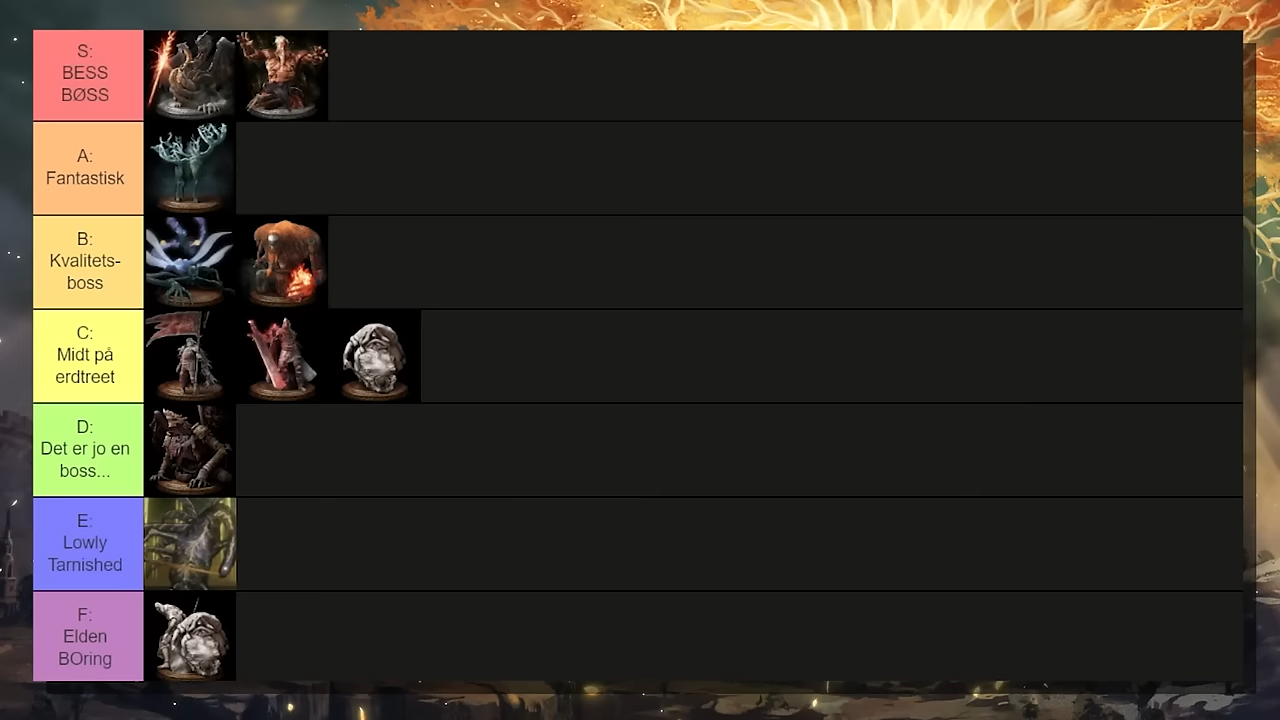 S:
BESS
BØSS
A:
Fantastisk
B:
Kvalitets-
boss
C:
Midt på
erdtreet
D:
Det er jo en
boss...
E:
Lowly
Tarnished
F:
Elden
BOring